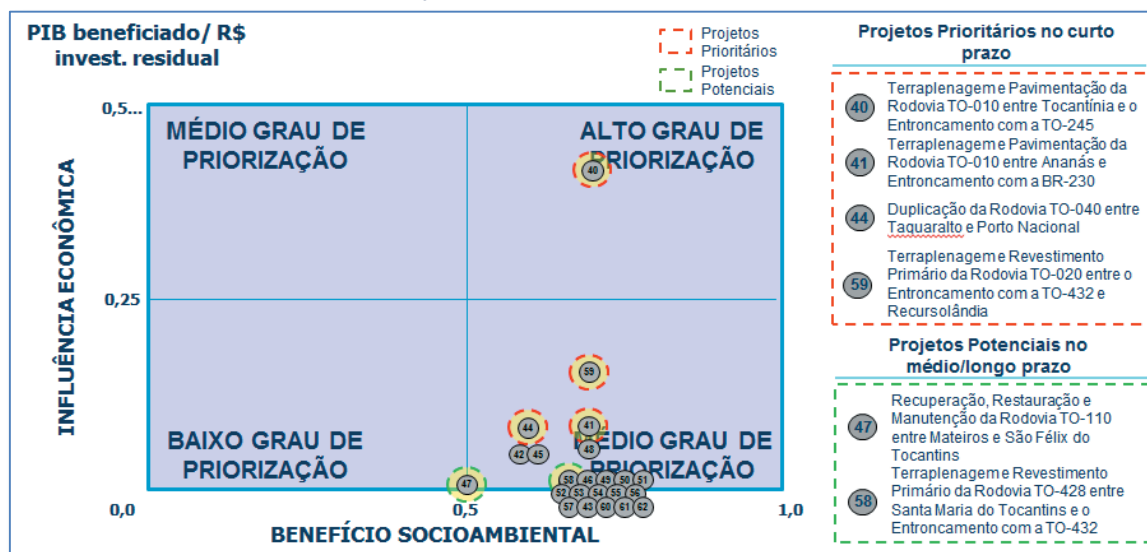 PIB beneficiado/ R$
invest. residual
Projetos
Prioritários
Projetos
Potenciais
0,5...
MÉDIO GRAU DE
PRIORIZAÇÃO
ALTO GRAU DE
PRIORIZAÇÃO
40
INFLUÊNCIA ECONÔMICA
0,25
59
44
41
BAIXO GRAU DE
PRIORIZAÇÃO
MÉDIO GRAU DE
PRIORIZAÇÃO
42 45
48
47
58 46 49 50 51
52 53 54 55 56
57 43 60 61 62
0,0
0,5
1,0
BENEFÍCIO SOCIOAMBIENTAL
Projetos Prioritários no curto
prazo
40
Terraplenagem e Pavimentação da
Rodovia TO-010 entre Tocantínia e o
Entroncamento com a TO-245
41
Terraplenagem e Pavimentação da
Rodovia TO-010 entre Ananás e
Entroncamento com a BR-230
44
Duplicação da Rodovia TO-040 entre
Taquaralto e Porto Nacional
59
Terraplenagem e Revestimento
Primário da Rodovia TO-020 entre o
Entroncamento com a TO-432 e
Recursolândia
Projetos Potenciais no
médio/longo prazo
47
Recuperação, Restauração e
Manutenção da Rodovia TO-110
entre Mateiros e São Félix do
Tocantins
58
Terraplenagem e Revestimento
Primário da Rodovia TO-428 entre
Santa Maria do Tocantins e o
Entroncamento com a TO-432